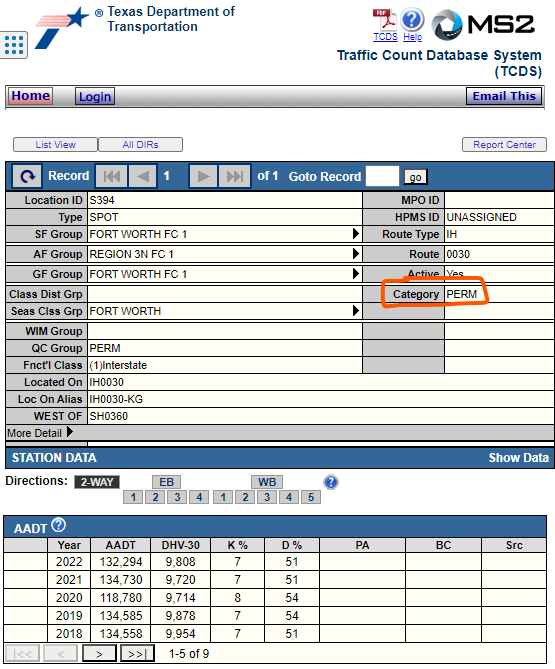 ® Texas Department of
Transportation
PDF
TCDS
?
Help
MS2
Traffic Count Database System
(TCDS)
Home Login Email This
List View All DIRs Report Center
Record 1 of 1 Goto Record go
Location ID S394 MPO ID
Type SPOT HPMS ID UNASSIGNED
SF Group FORT WORTH FC 1 Route Type IH
AF Group REGION 3N FC 1 Route 0030
GF Group FORT WORTH FC 1 Active Yes
Class Dist Grp Category PERM
Seas Clss Grp FORT WORTH
WIM Group
QC Group PERM
Fnct'l Class (1)Interstate
Located On IH0030
Loc On Alias IH0030-KG
WEST OF SH0360
More Detail
STATION DATA Show Data
Directions: 2-WAY EB WB ?
1 2 3 4 1 2 3 4 5
AADT ?
Year AADT DHV-30 K % D % PA BC Src
2022 132,294 9,808 7 51
2021 134,730 9,720 7 51
2020 118,780 9,714 8 54
2019 134,585 9,878 7 54
2018 134,558 9,954 7 51
|<< < > >>| 1-5 of 9